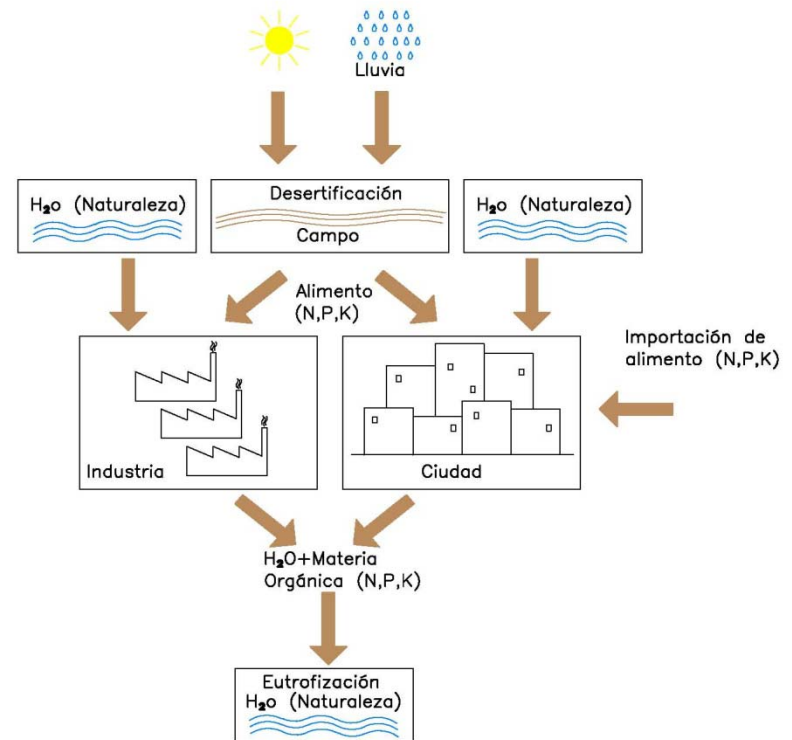 Lluvia
H₂o (Naturaleza)
Desertificación
Campo
H₂o (Naturaleza)
Alimento
(N,P,K)
Importación de
alimento (N,P,K)
Industria
Ciudad
H₂O+Materia
Orgánica (N,P,K)
Eutrofización
H₂o (Naturaleza)